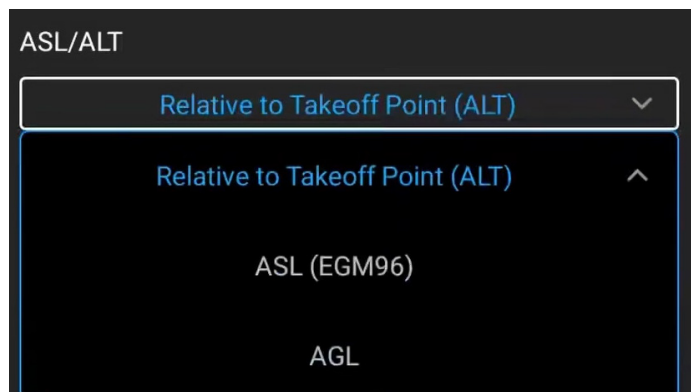 ASL/ALT
Relative to Takeoff Point (ALT)
Relative to Takeoff Point (ALT)
ASL (EGM96)
AGL